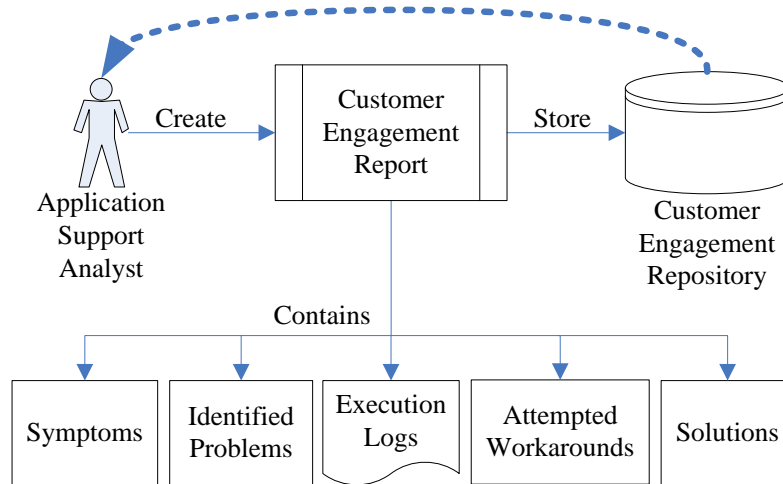 Create
Customer
Engagement
Report
Store
Application
Support
Analyst
Customer
Engagement
Repository
Contains
Symptoms
Identified
Problems
Execution
Logs
Attempted
Workarounds
Solutions